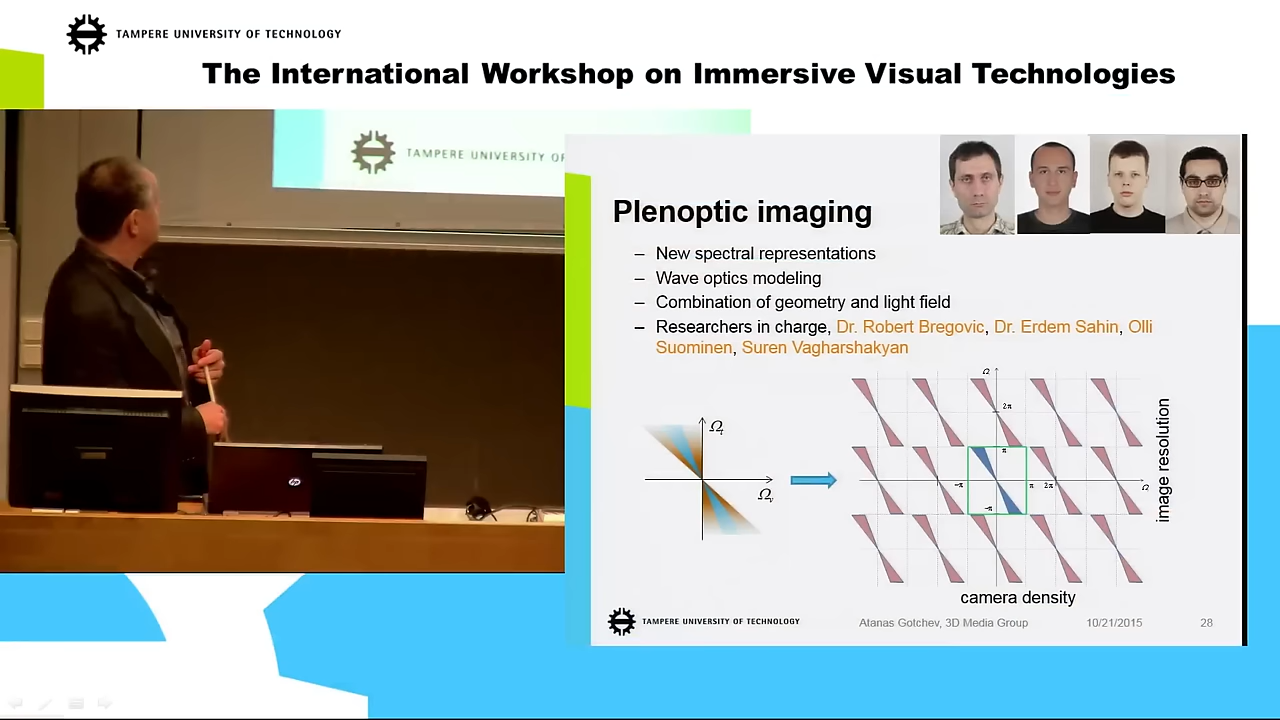 TAMPERE UNIVERSITY OF TECHNOLOGY
The International Workshop on Immersive Visual Technologies
TAMPERE UNIVERSITY OF
Plenoptic imaging
– New spectral representations
– Wave optics modeling
– Combination of geometry and light field
– Researchers in charge, Dr. Robert Bregovic, Dr. Erdem Sahin, Olli
Suominen, Suren Vagharshakyan
Ω
2π
π
-π
π
2π
Ω
-π
Ωt
Ωv
image resolution
camera density
TAMPERE UNIVERSITY OF TECHNOLOGY
Atanas Gotchev, 3D Media Group
10/21/2015
28
hp